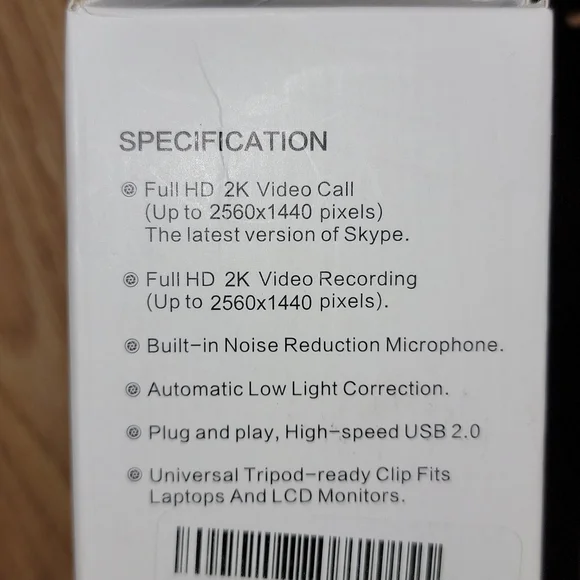 SPECIFICATION
Full HD 2K Video Call
(Up to 2560x1440 pixels)
The latest version of Skype.
Full HD 2K Video Recording
(Up to 2560x1440 pixels).
Built-in Noise Reduction Microphone.
Automatic Low Light Correction.
Plug and play, High-speed USB 2.0
Universal Tripod-ready Clip Fits
Laptops And LCD Monitors.